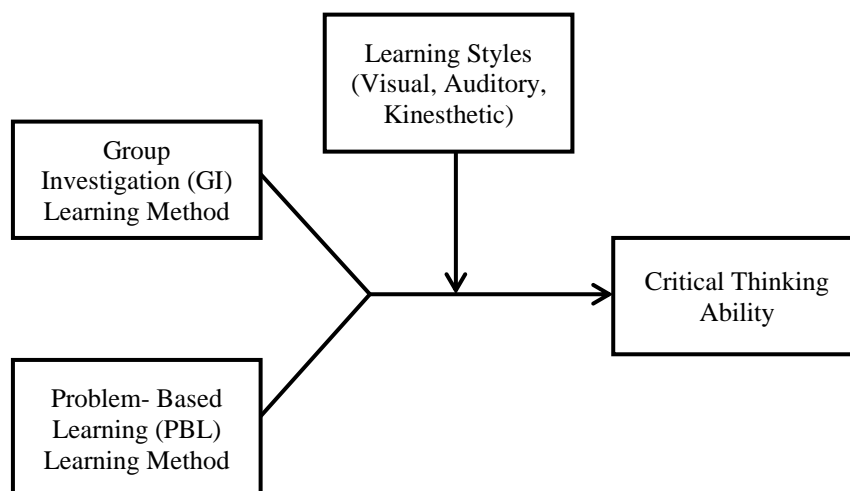 Learning Styles
(Visual, Auditory,
Kinesthetic)
Group
Investigation (GI)
Learning Method
Critical Thinking
Ability
Problem- Based
Learning (PBL)
Learning Method